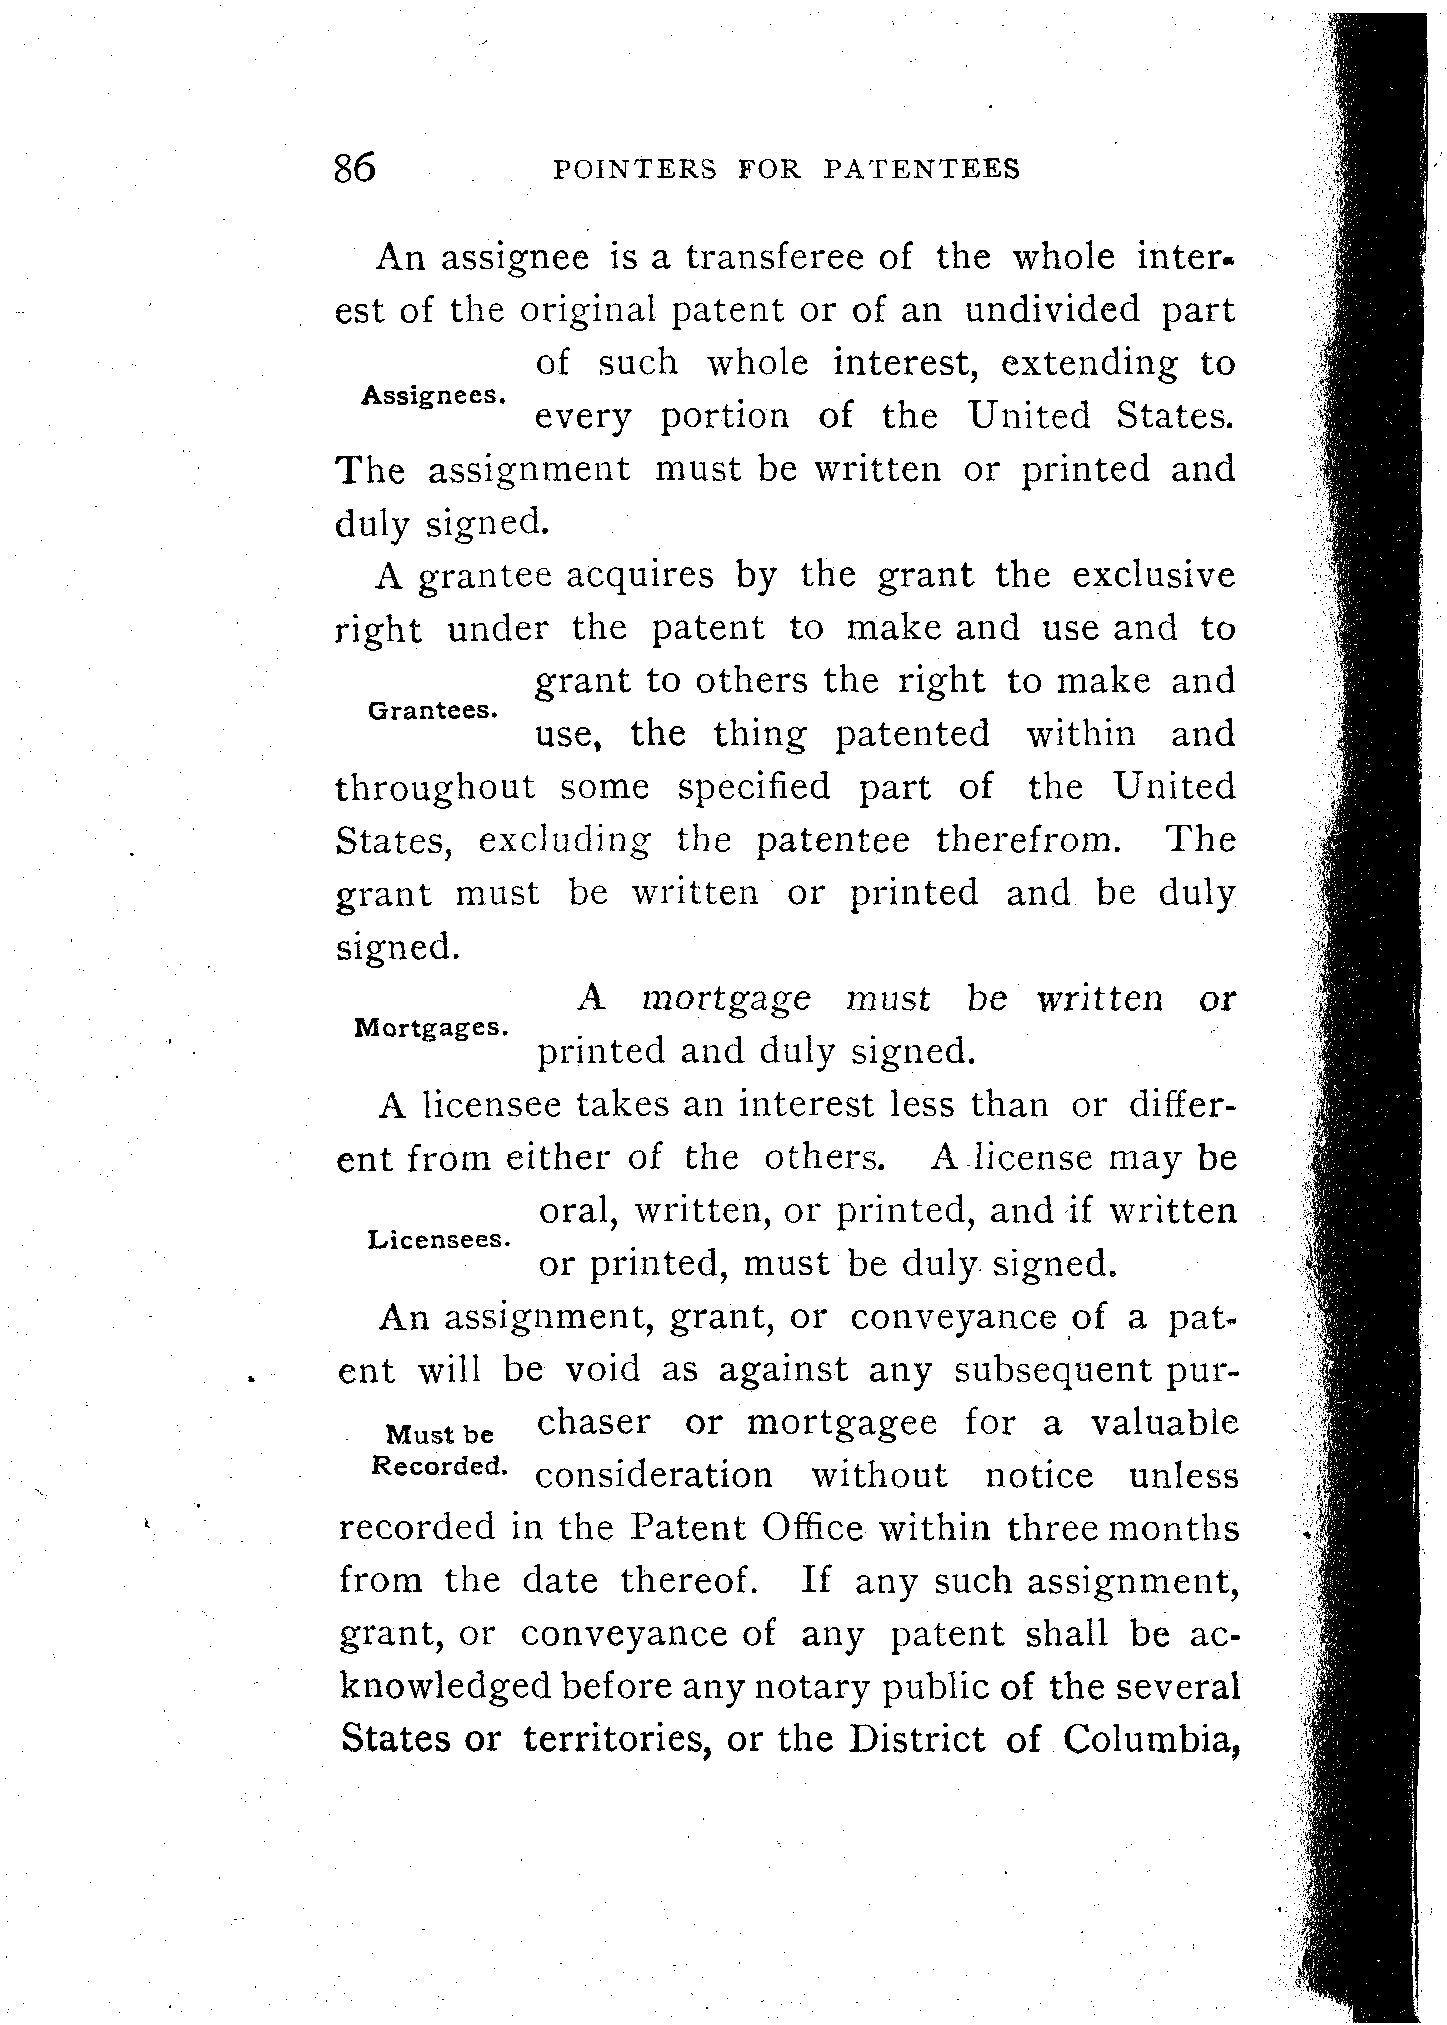 86 POINTERS FOR PATENTEES
An assignee is a transferee of the whole inter-
est of the original patent or of an undivided part
of such whole interest, extending to
Assignees.
every portion of the United States.
The assignment must be written or printed and
duly signed.
A grantee acquires by the grant the exclusive
right under the patent to make and use and to
grant to others the right to make and
Grantees.
use, the thing patented within and
throughout some specified part of the United
States, excluding the patentee therefrom. The
grant must be written or printed and be duly
signed.
A mortgage must be written or
Mortgages.
printed and duly signed.
A licensee takes an interest less than or differ-
ent from either of the others. A license may be
oral, written, or printed, and if written
Licensees.
or printed, must be duly signed.
An assignment, grant, or conveyance of a pat-
ent will be void as against any subsequent pur-
chaser or mortgagee for a valuable
Must be
Recorded.
consideration without notice unless
recorded in the Patent Office within three months
from the date thereof. If any such assignment,
grant, or conveyance of any patent shall be ac-
knowledged before any notary public of the several
States or territories, or the District of Columbia,